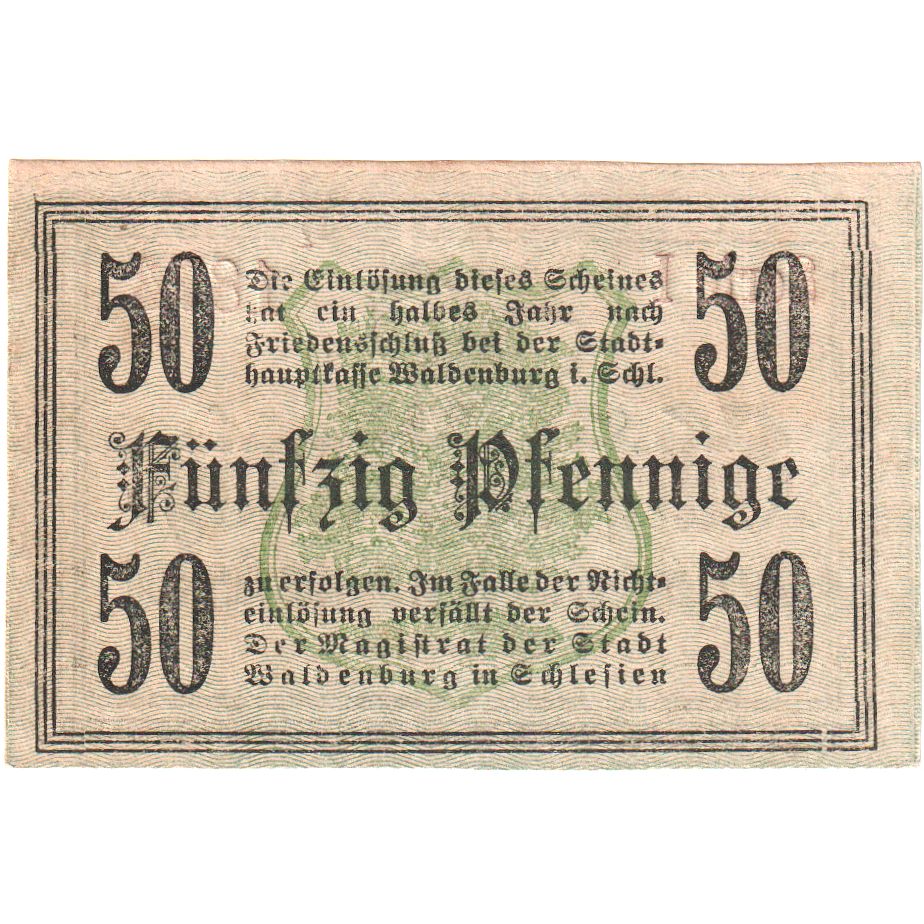 50 50
Die Einlösung dieses Scheines
hat ein halbes Jahr nach
Friedensschluß bei der Stadt-
hauptkasse Waldenburg i. Schl.
Fünfzig Pfennige
50 50
zu erfolgen. Im Falle der Nicht-
einlösung verfällt der Schein.
Der Magistrat der Stadt
Waldenburg in Schlesien